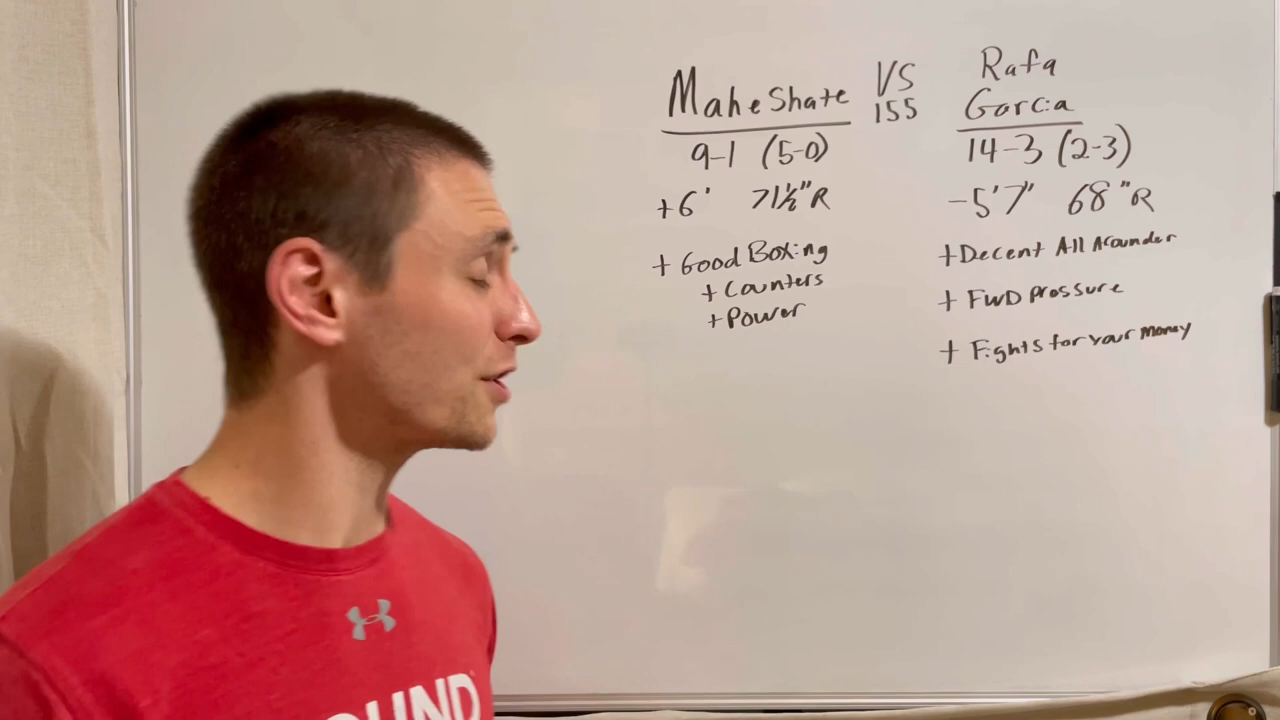 Maheshate
9-1 (5-0)
+6' 71½"R
+ Good Boxing
+ Counters
+ Power
VS
155
Rafa
Garcia
14-3 (2-3)
-5'7" 68"R
+ Decent All Arounder
+ FWD pressure
+ Fights for your Money
OUND